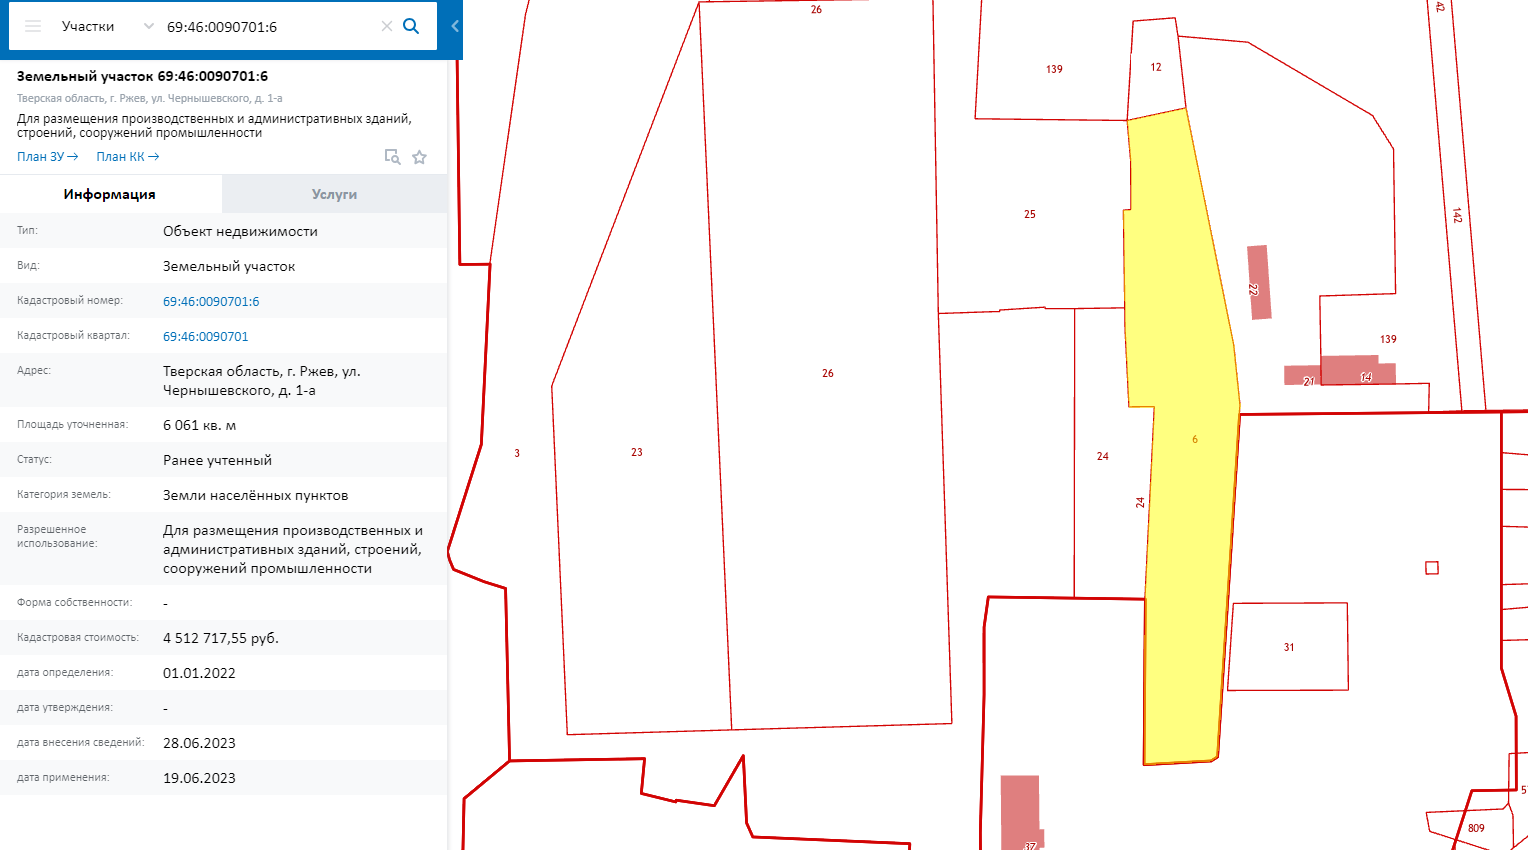 Участки
69:46:0090701:6
Земельный участок 69:46:0090701:6
Тверская область, г. Ржев, ул. Чернышевского, д. 1-а
Для размещения производственных и административных зданий,
строений, сооружений промышленности
План ЗУ→ План КК→
Информация Услуги
Тип: Объект недвижимости
Вид: Земельный участок
Кадастровый номер: 69:46:0090701:6
Кадастровый квартал: 69:46:0090701
Адрес: Тверская область, г. Ржев, ул.
Чернышевского, д. 1-а
Площадь уточненная: 6 061 кв. м
Статус: Ранее учтенный
Категория земель: Земли населённых пунктов
Разрешенное
использование:
Для размещения производственных и
административных зданий, строений,
сооружений промышленности
Форма собственности: -
Кадастровая стоимость: 4 512 717,55 руб.
дата определения: 01.01.2022
дата утверждения: -
дата внесения сведений: 28.06.2023
дата применения: 19.06.2023
26
42
139
12
25
142
22
139
21
14
26
3
23
24
6
24
31
809
37